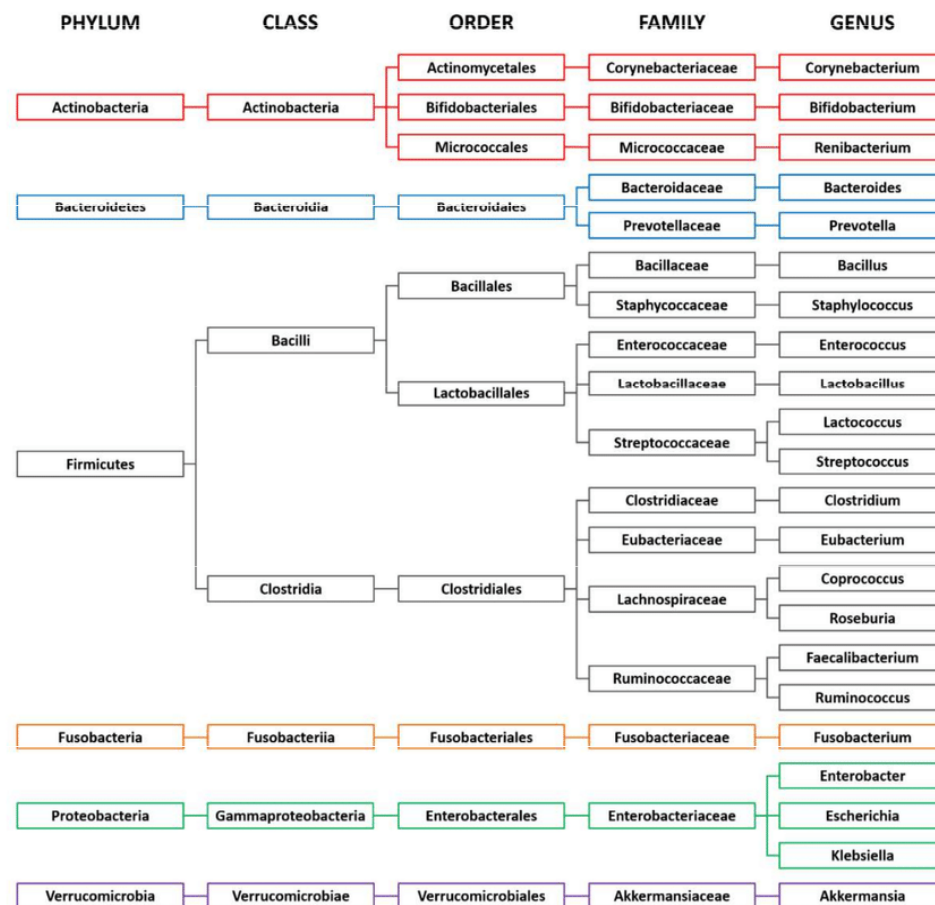 PHYLUM CLASS ORDER FAMILY GENUS
Actinomycetales Corynebacteriaceae Corynebacterium
Actinobacteria Actinobacteria Bifidobacteriales Bifidobacteriaceae Bifidobacterium
Micrococcales Micrococcaceae Renibacterium
Bacteroidaceae Bacteroides
Bacteroidetes Bacteroidia Bacteroidales
Prevotellaceae Prevotella
Bacillaceae Bacillus
Bacillales
Staphycoccaceae Staphylococcus
Bacilli
Enterococcaceae Enterococcus
Lactobacillaceae Lactobacillus
Lactobacillales
Lactococcus
Streptococcaceae
Streptococcus
Firmicutes
Clostridiaceae Clostridium
Eubacteriaceae Eubacterium
Coprococcus
Clostridia Clostridiales
Lachnospiraceae
Roseburia
Faecalibacterium
Ruminococcaceae
Ruminococcus
Fusobacteria Fusobacteriia Fusobacteriales Fusobacteriaceae Fusobacterium
Enterobacter
Proteobacteria Gammaproteobacteria Enterobacterales Enterobacteriaceae Escherichia
Klebsiella
Verrucomicrobia Verrucomicrobiae Verrucomicrobiales Akkermansiaceae Akkermansia